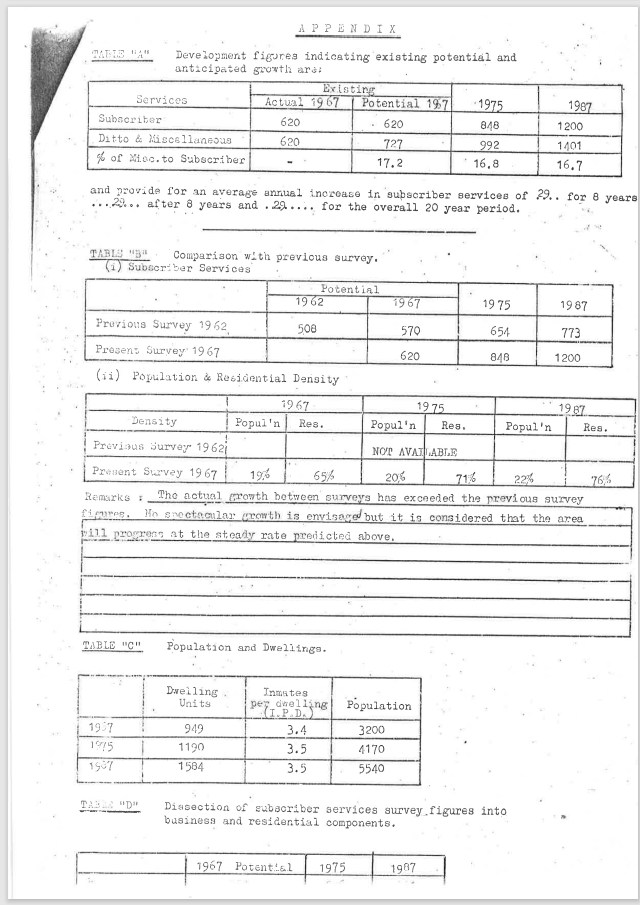 APPENDIX
TABLE "A" Development figures indicating existing potential and
anticipated growth are:
Existing
Services Actual 1967 Potential 1967 1975 1987
Subscriber 620 620 848 1200
Ditto & Miscellaneous 620 727 992 1401
% of Misc.to Subscriber - 17.2 16.8 16.7
and provide for an average annual increase in subscriber services of 29.. for 8 years
...29... after 8 years and .29..... for the overall 20 year period.
TABLE "B" Comparison with previous survey.
(i) Subscriber Services
Potential
1962 1967 1975 1987
Previous Survey 1962 508 570 654 773
Present Survey 1967 620 848 1200
(ii) Population & Residential Density
1967 1975 1987
Density Popul'n Res. Popul'n Res. Popul'n Res.
Previous Survey 1962 NOT AVAILABLE
Present Survey 1967 19% 65% 20% 71% 22% 76%
Remarks : The actual growth between surveys has exceeded the previous survey
figures. No spectacular growth is envisaged but it is considered that the area
will progress at the steady rate predicted above.
TABLE "C" Population and Dwellings.
Dwelling Units Inmates per dwelling (I.P.D.) Population
1967 949 3.4 3200
1975 1190 3.5 4170
1987 1584 3.5 5540
TABLE "D" Dissection of subscriber services survey figures into
business and residential components.
1967 Potential 1975 1987